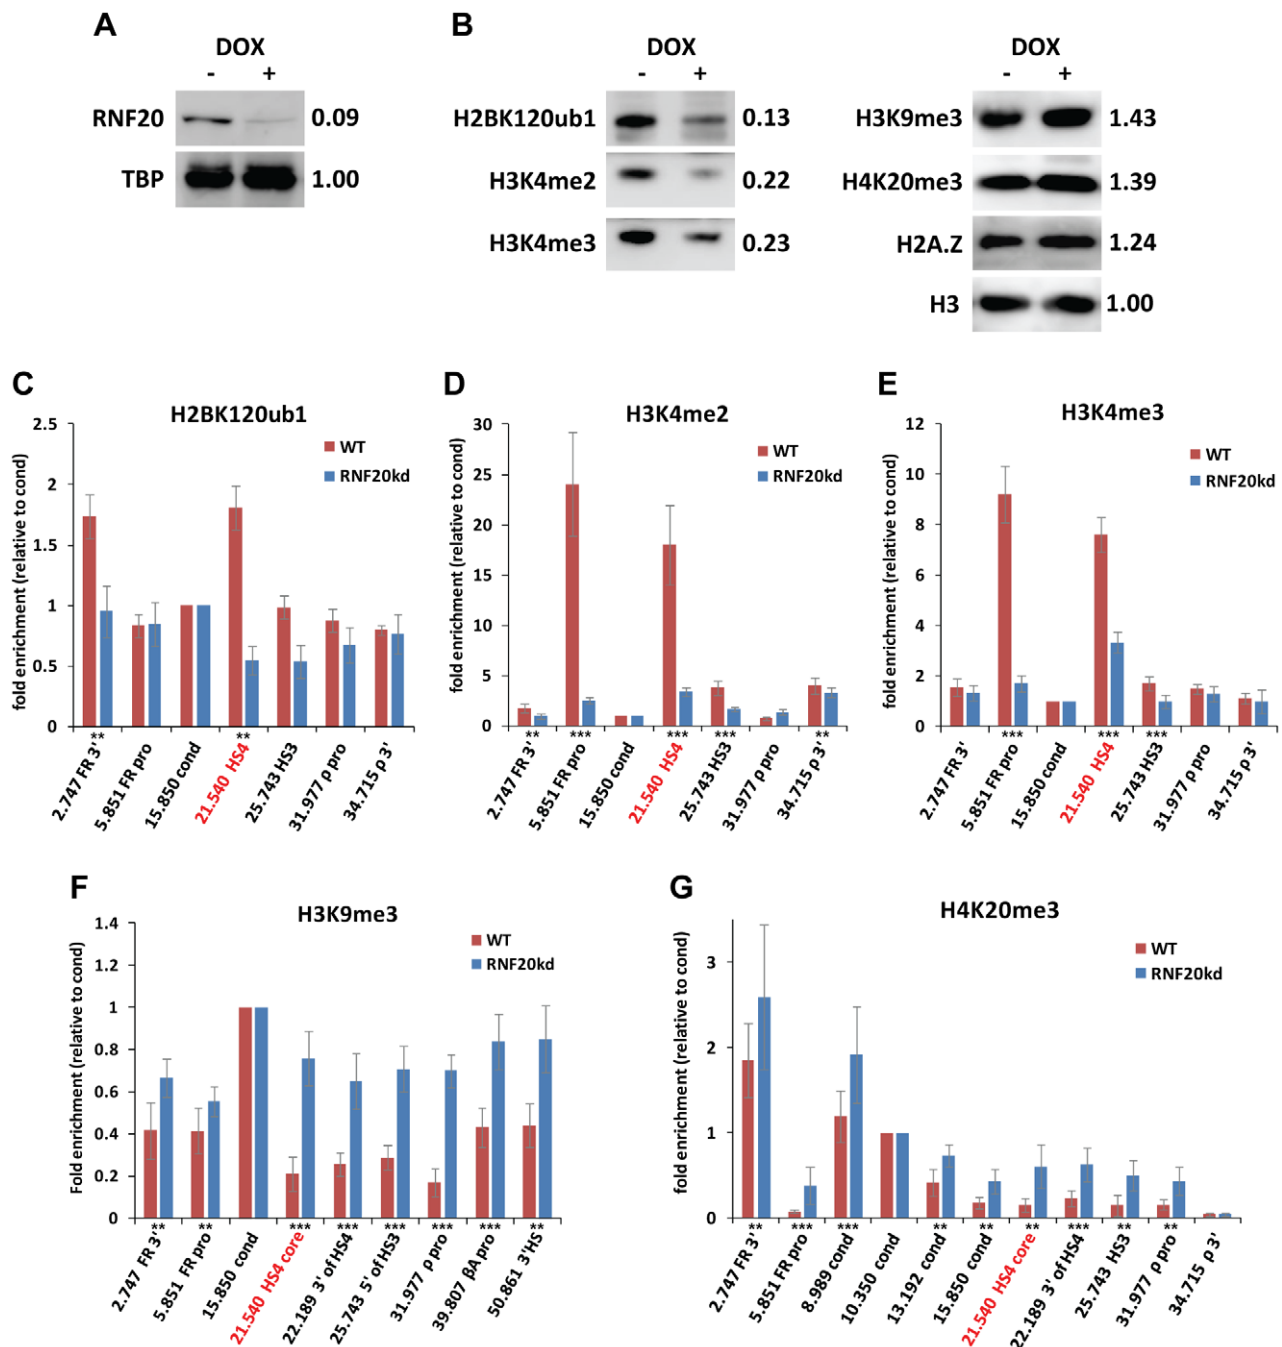 A
DOX
- +
RNF20 0.09
TBP 1.00
B
DOX
- +
H2BK120ub1 0.13
H3K4me2 0.22
H3K4me3 0.23
DOX
- +
H3K9me3 1.43
H4K20me3 1.39
H2A.Z 1.24
H3 1.00
C
H2BK120ub1
fold enrichment (relative to cond)
2.5
2
1.5
1
0.5
0
WT
RNF20kd
** **
2.747 FR 3'
5.851 FR pro
15.850 cond
21.540 HS4
25.743 HS3
31.977 ρ pro
34.715 ρ 3'
D
H3K4me2
fold enrichment (relative to cond)
30
25
20
15
10
5
0
WT
RNF20kd
** *** *** *** **
2.747 FR 3'
5.851 FR pro
15.850 cond
21.540 HS4
25.743 HS3
31.977 ρ pro
34.715 ρ 3'
E
H3K4me3
fold enrichment (relative to cond)
12
10
8
6
4
2
0
WT
RNF20kd
*** *** ***
2.747 FR 3'
5.851 FR pro
15.850 cond
21.540 HS4
25.743 HS3
31.977 ρ pro
34.715 ρ 3'
F
H3K9me3
Fold enrichment (relative to cond)
1.4
1.2
1
0.8
0.6
0.4
0.2
0
WT
RNF20kd
** ** *** *** *** *** *** **
2.747 FR 3'
5.851 FR pro
15.850 cond
21.540 HS4 core
22.189 3' of HS4
25.743 5' of HS3
31.977 ρ pro
39.807 βA pro
50.861 3'HS
G
H4K20me3
fold enrichment (relative to cond)
3
2
1
0
WT
RNF20kd
** *** *** ** ** ** *** ** **
2.747 FR 3'
5.851 FR pro
8.989 cond
10.350 cond
13.192 cond
15.850 cond
21.540 HS4 core
22.189 3' of HS4
25.743 HS3
31.977 ρ pro
34.715 ρ 3'